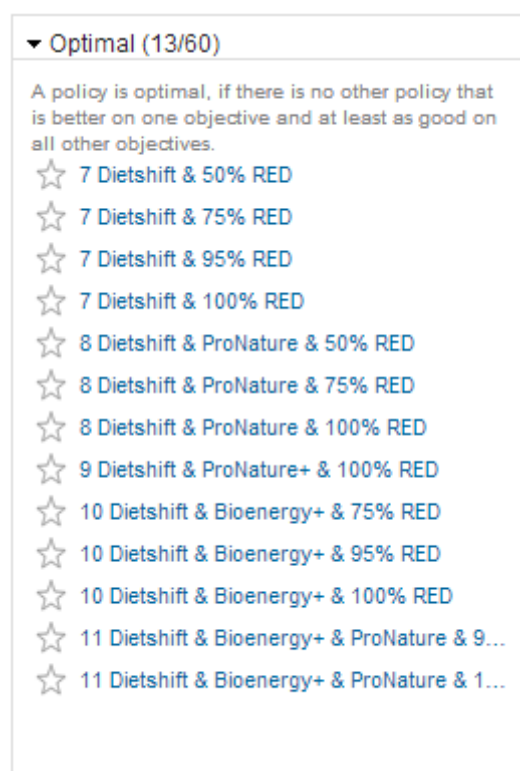 Optimal (13/60)
A policy is optimal, if there is no other policy that
is better on one objective and at least as good on
all other objectives.
7 Dietshift & 50% RED
7 Dietshift & 75% RED
7 Dietshift & 95% RED
7 Dietshift & 100% RED
8 Dietshift & ProNature & 50% RED
8 Dietshift & ProNature & 75% RED
8 Dietshift & ProNature & 100% RED
9 Dietshift & ProNature+ & 100% RED
10 Dietshift & Bioenergy+ & 75% RED
10 Dietshift & Bioenergy+ & 95% RED
10 Dietshift & Bioenergy+ & 100% RED
11 Dietshift & Bioenergy+ & ProNature & 9...
11 Dietshift & Bioenergy+ & ProNature & 1...